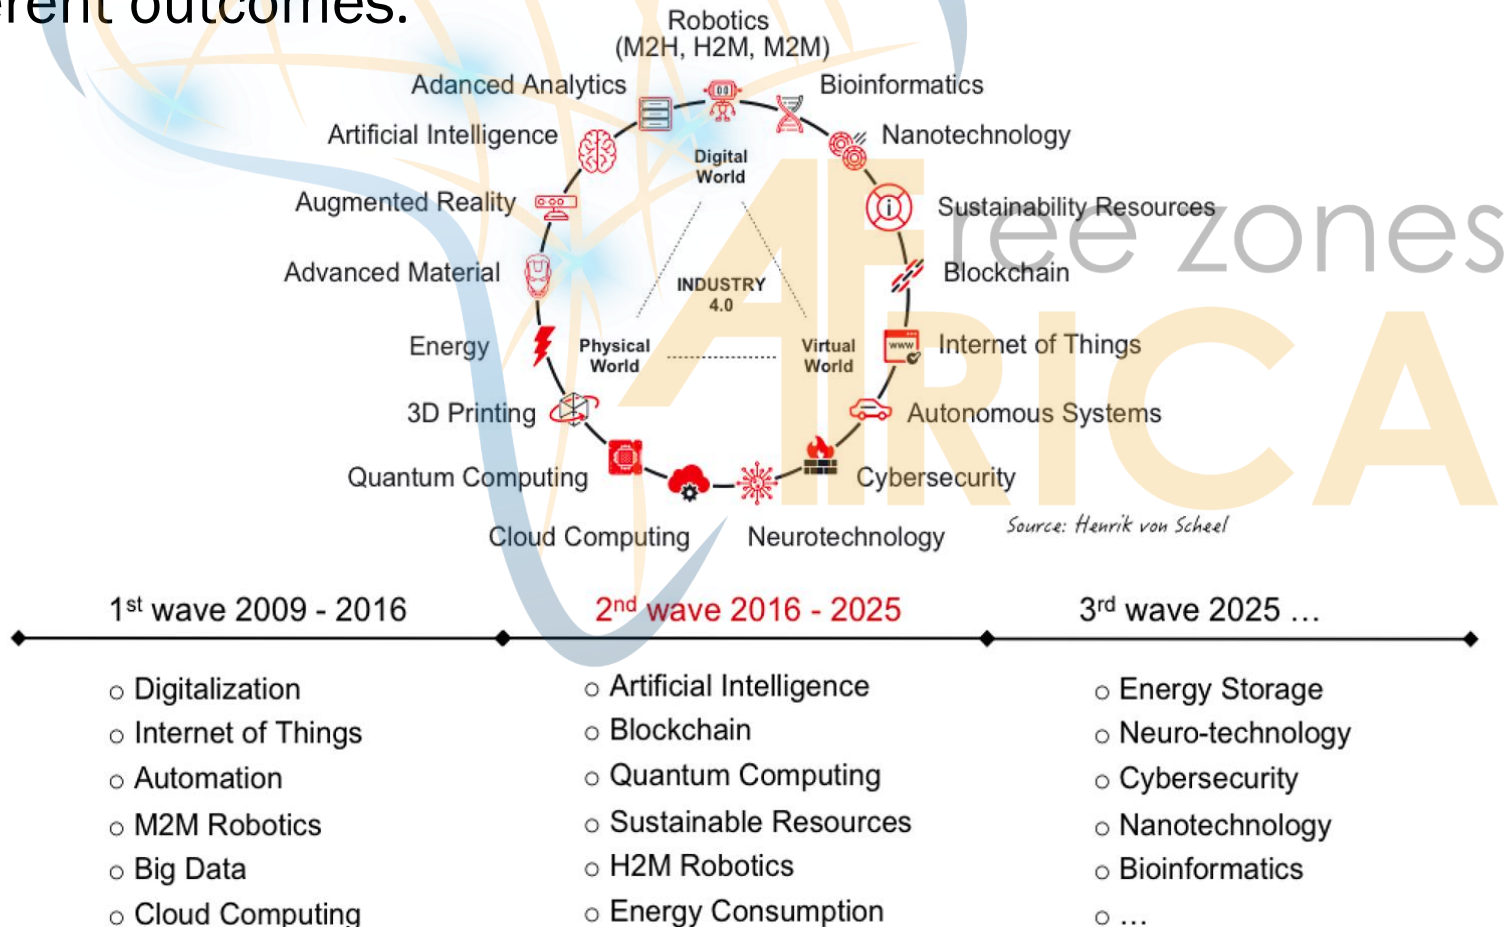 erent outcomes.
Robotics
(M2H, H2M, M2M)
Adanced Analytics
Bioinformatics
Artificial Intelligence
Nanotechnology
Digital
World
Augmented Reality
Sustainability Resources
Free zones
Advanced Material
Blockchain
INDUSTRY
4.0
Energy
Physical
World
Virtual
World
www
Internet of Things
AFRICA
3D Printing
Autonomous Systems
Quantum Computing
Cybersecurity
Cloud Computing
Neurotechnology
Source: Henrik von Scheel
1st wave 2009 - 2016
2nd wave 2016 - 2025
3rd wave 2025 ...
○ Digitalization
○ Internet of Things
○ Automation
○ M2M Robotics
○ Big Data
○ Cloud Computing
○ Artificial Intelligence
○ Blockchain
○ Quantum Computing
○ Sustainable Resources
○ H2M Robotics
○ Energy Consumption
○ Energy Storage
○ Neuro-technology
○ Cybersecurity
○ Nanotechnology
○ Bioinformatics
○ ...